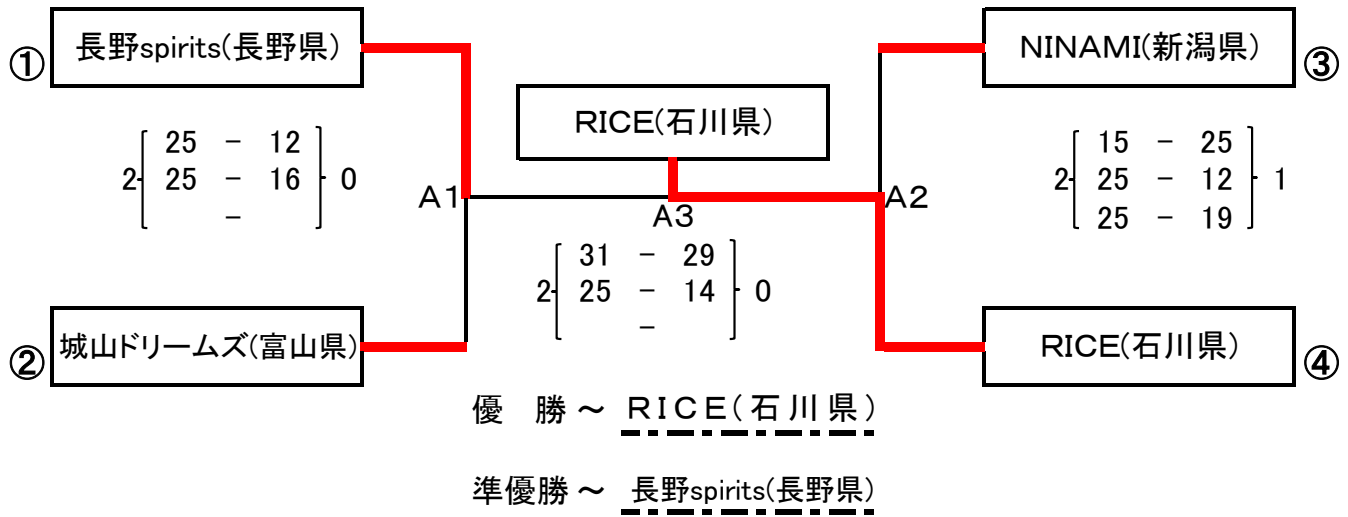 ① 長野spirits(長野県)
NINAMI(新潟県) ③
RICE(石川県)
25 － 12
2 25 － 16 0
－
15 － 25
2 25 － 12 1
25 － 19
A1
A3
A2
31 － 29
2 25 － 14 0
－
② 城山ドリームズ(富山県)
RICE(石川県) ④
優　勝～ RICE(石川県)
準優勝～ 長野spirits(長野県)